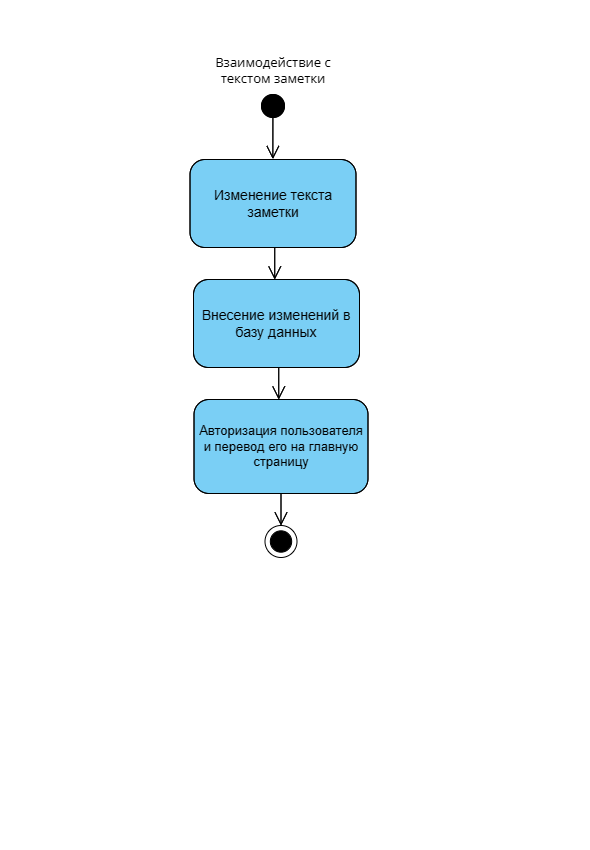 Взаимодействие с
текстом заметки
Изменение текста
заметки
Внесение изменений в
базу данных
Авторизация пользователя
и перевод его на главную
страницу